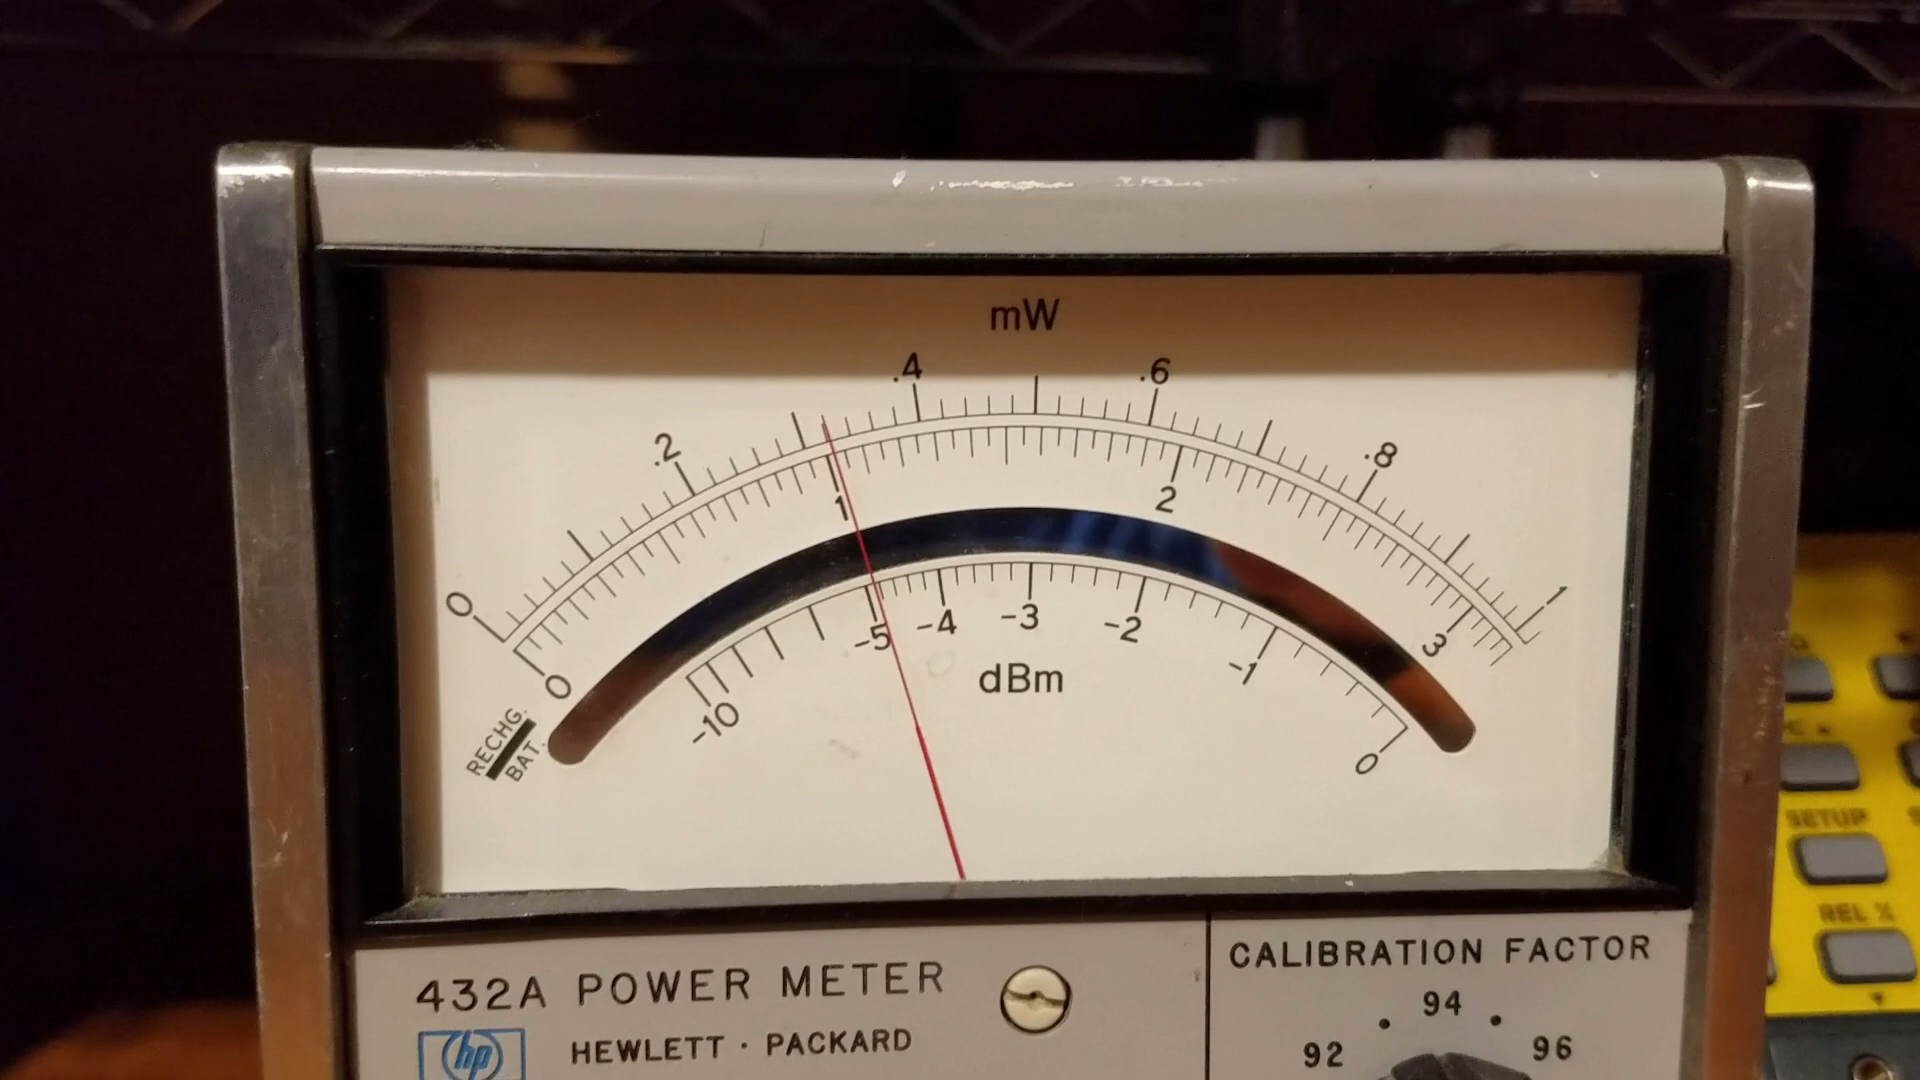 mW
.4 .6
.2 .8
0 1
1 2
0 3
-5 -4 -3 -2
-10 -1 0
dBm
RECHG.
BAT.
432A POWER METER
hp HEWLETT · PACKARD
CALIBRATION FACTOR
94
92 96
SETUP
REL %